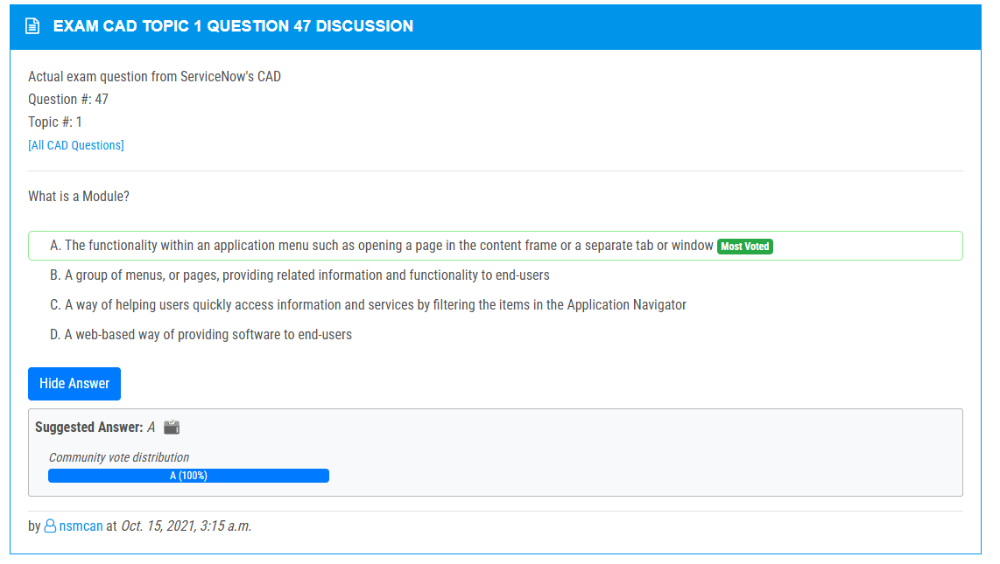 EXAM CAD TOPIC 1 QUESTION 47 DISCUSSION
Actual exam question from ServiceNow's CAD
Question #: 47
Topic #: 1
[All CAD Questions]
What is a Module?
A. The functionality within an application menu such as opening a page in the content frame or a separate tab or window Most Voted
B. A group of menus, or pages, providing related information and functionality to end-users
C. A way of helping users quickly access information and services by filtering the items in the Application Navigator
D. A web-based way of providing software to end-users
Hide Answer
Suggested Answer: A
Community vote distribution
A (100%)
by nsmcan at Oct. 15, 2021, 3:15 a.m.